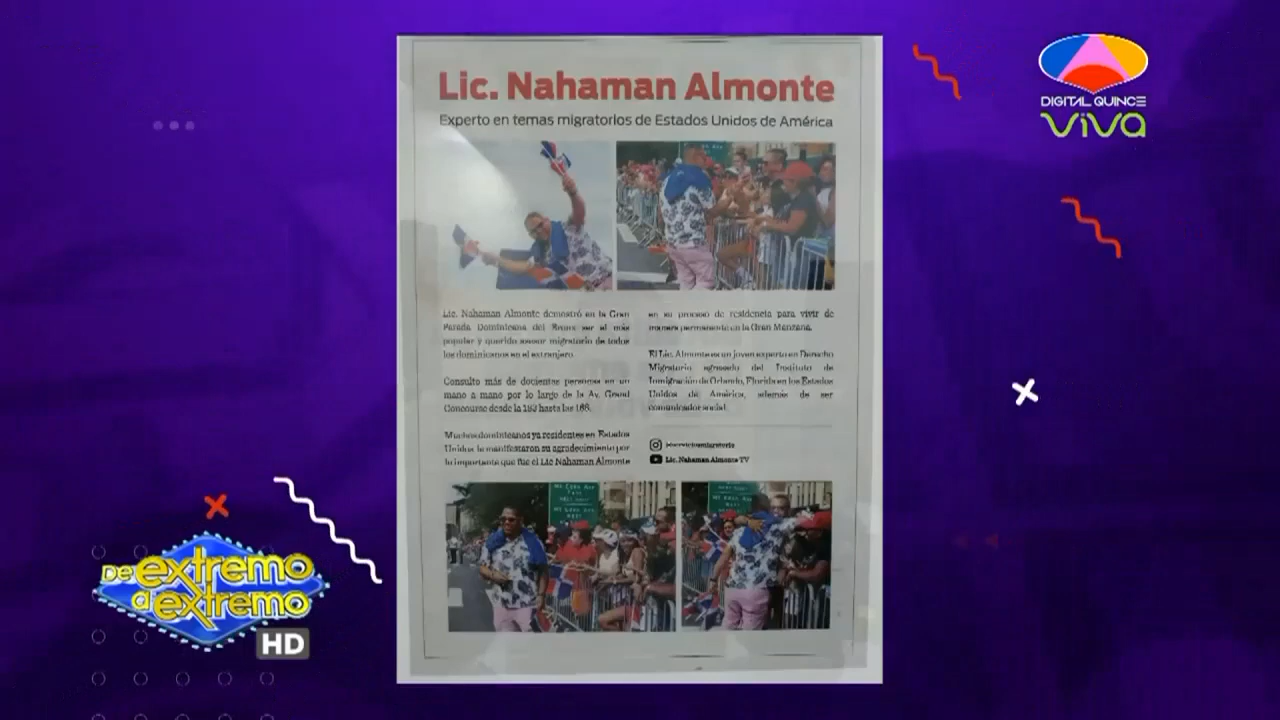 Lic. Nahaman Almonte
Experto en temas migratorios de Estados Unidos de América
Lic. Nahaman Almonte demostró en la Gran
Parada Dominicana del Bronx ser el más
popular y querido asesor migratorio de todos
los dominicanos en el extranjero
Consulto más de docientas personas en un
mano a mano por lo largo de la Av. Grand
Concourse desde la 193 hasta las 168.
Muchos dominicanos ya residentes en Estados
Unidos le manifestaron su agradecimiento por
lo importante que fue el Lic Nahaman Almonte
en su proceso de residencia para vivir de
manera permanente en la Gran Manzana.
El Lic. Almonte es un joven experto en Derecho
Migratorio egresado del Instituto de
Inmigración de Orlando, Florida en los Estados
Unidos de América, además de ser
comunicador social.
Lic. Nahaman Almonte TV
DIGITAL QUINCE
ViVa
De extremo
a extremo
HD